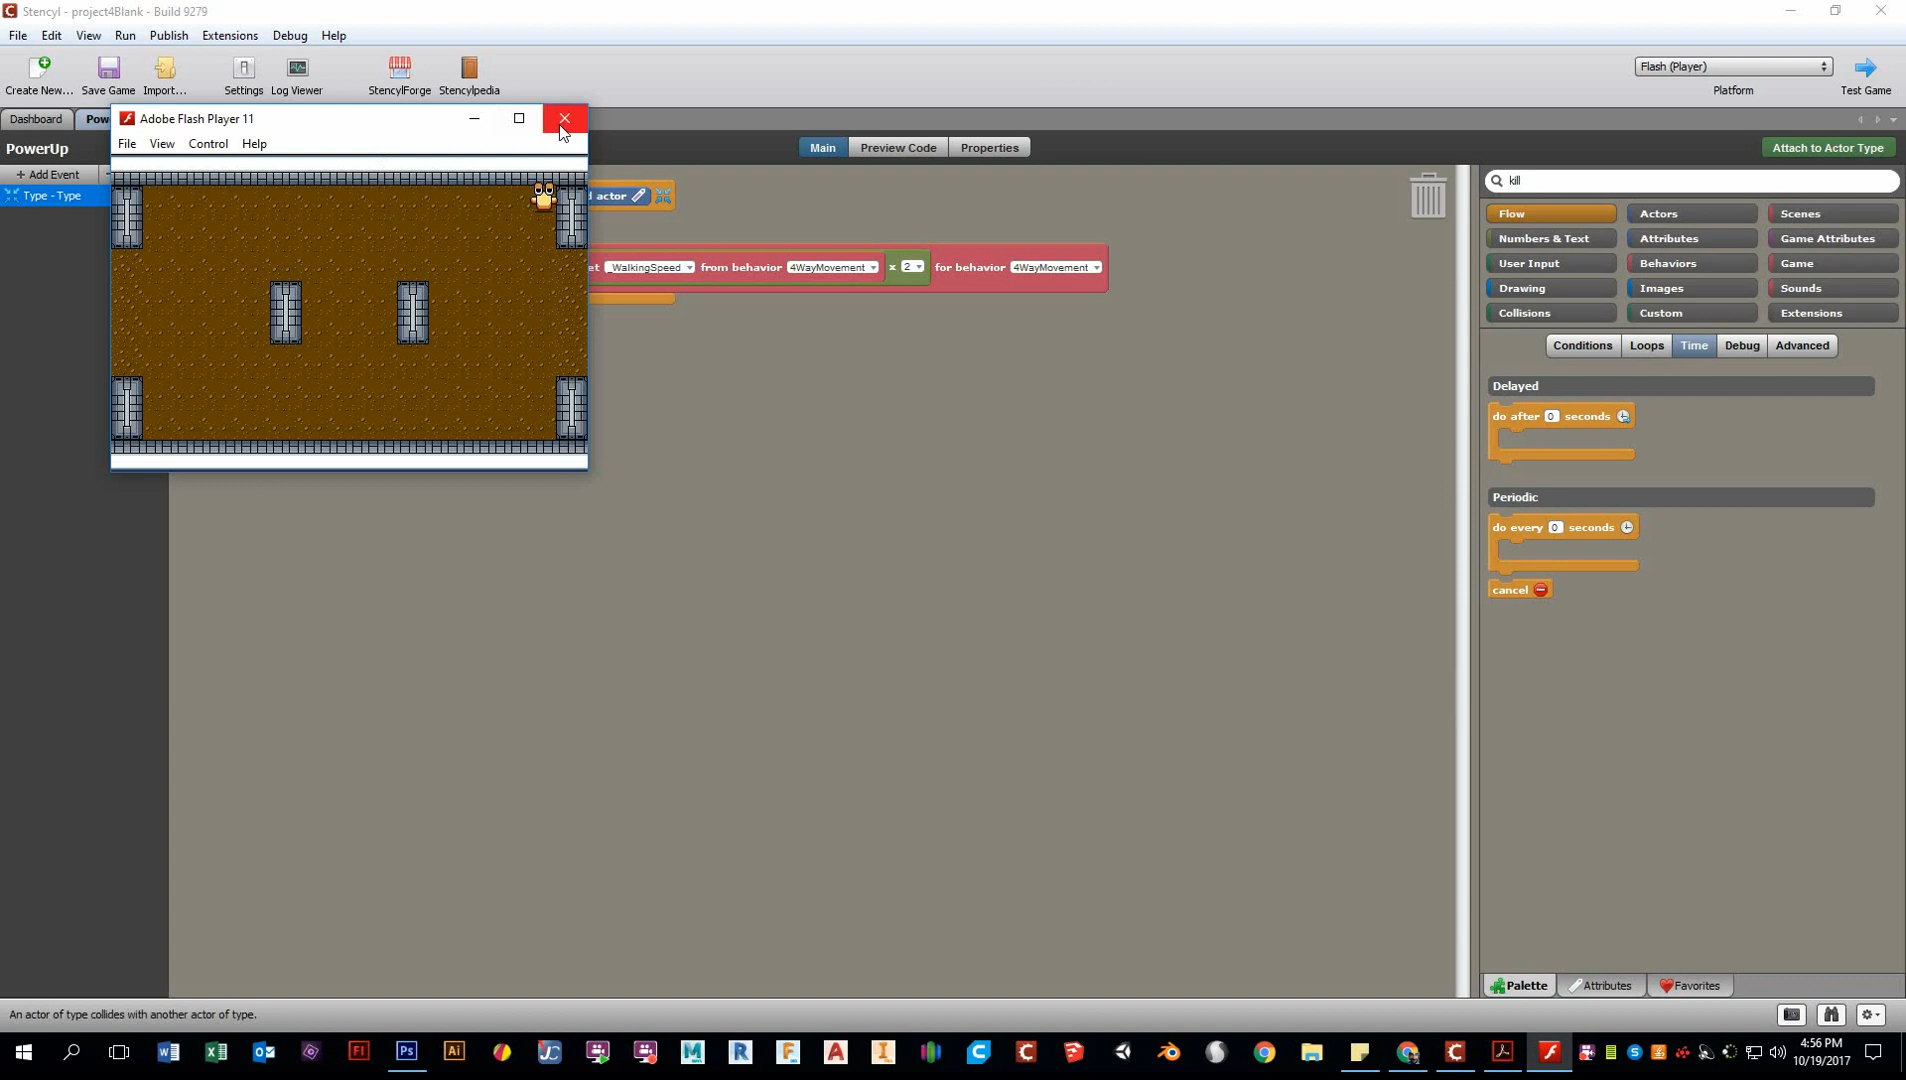 Stencyl - project4Blank - Build 9279
File Edit View Run Publish Extensions Debug Help
Create New... Save Game Import... Settings Log Viewer StencylForge Stencylpedia
Flash (Player)
Platform Test Game
Dashboard
Adobe Flash Player 11
File View Control Help
PowerUp
Main Preview Code Properties
Attach to Actor Type
+ Add Event
Type - Type
actor
_WalkingSpeed from behavior 4WayMovement x 2 for behavior 4WayMovement
kill
Flow Actors Scenes
Numbers & Text Attributes Game Attributes
User Input Behaviors Game
Drawing Images Sounds
Collisions Custom Extensions
Conditions Loops Time Debug Advanced
Delayed
do after 0 seconds
Periodic
do every 0 seconds
cancel
Palette Attributes Favorites
An actor of type collides with another actor of type.
4:56 PM
10/19/2017